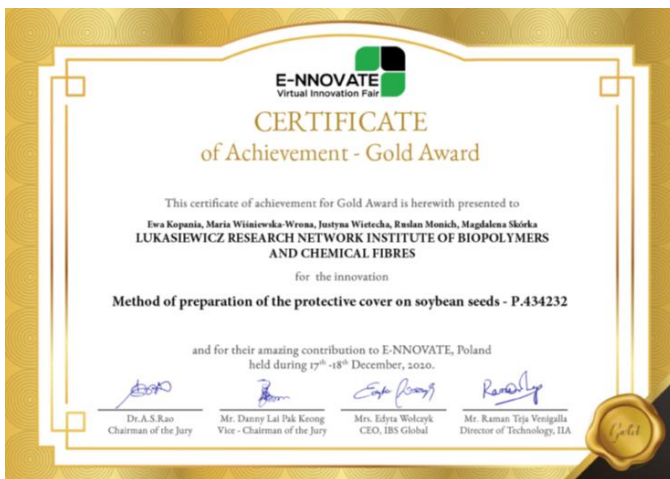 E-NNOVATE
Virtual Innovation Fair
CERTIFICATE
of Achievement - Gold Award
This certificate of achievement for Gold Award is herewith presented to
Ewa Kopania, Maria Wiśniewska-Wrona, Justyna Wietecha, Ruslan Monich, Magdalena Skórka
LUKASIEWICZ RESEARCH NETWORK INSTITUTE OF BIOPOLYMERS
AND CHEMICAL FIBRES
for the innovation
Method of preparation of the protective cover on soybean seeds - P.434232
and for their amazing contribution to E-NNOVATE, Poland
held during 17th -18th December, 2020.
Dr.A.S.Rao
Chairman of the Jury
Mr. Danny Lai Pak Keong
Vice - Chairman of the Jury
Mrs. Edyta Wołczyk
CEO, IBS Global
Mr. Raman Teja Venigalla
Director of Technology, IIA
Gold